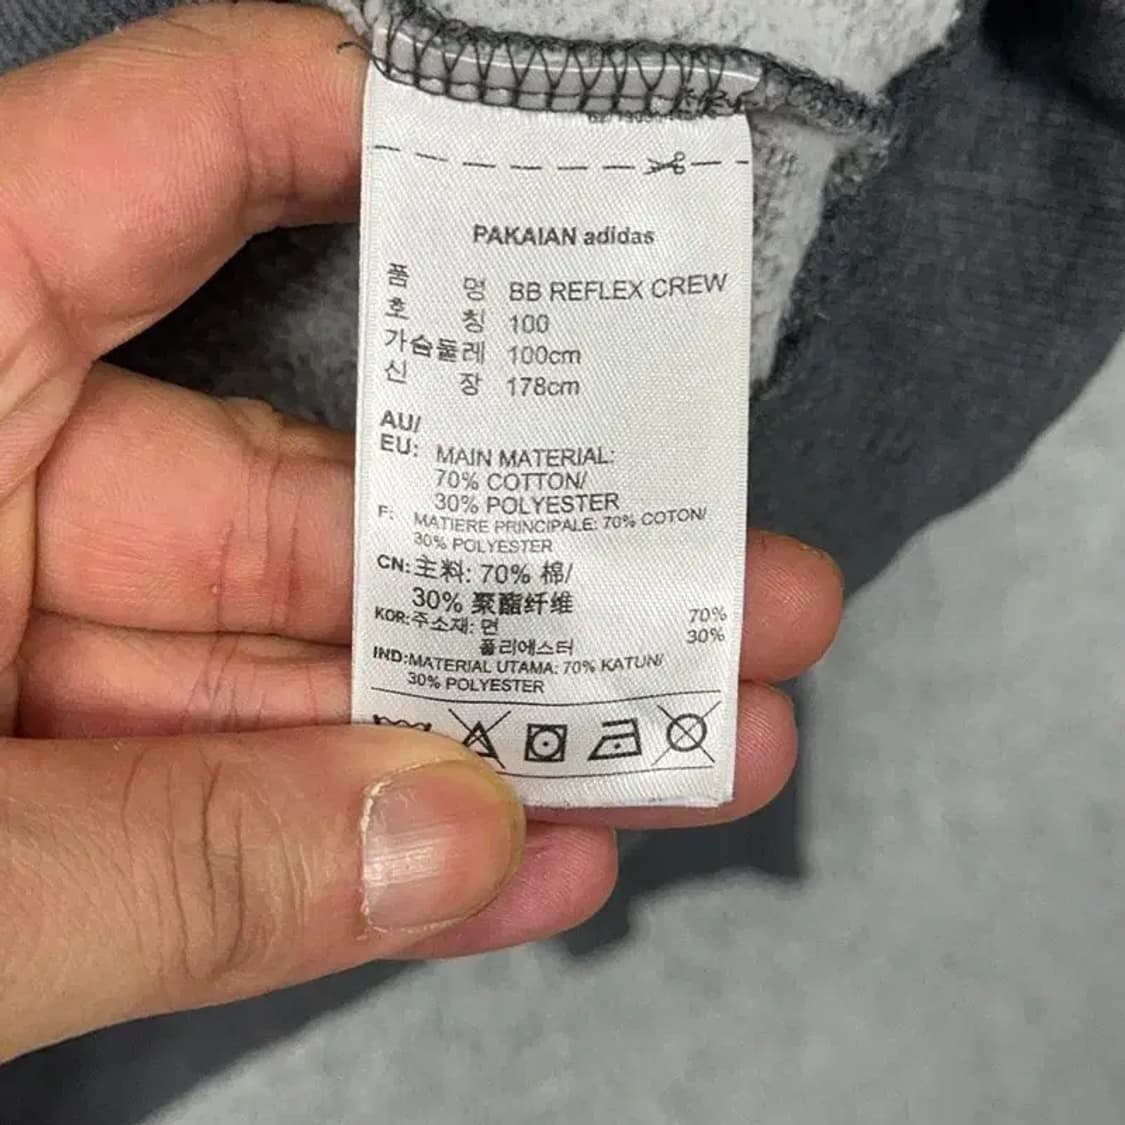 PAKAIAN adidas
품 명 BB REFLEX CREW
호 칭 100
가슴둘레 100cm
신 장 178cm
AU/
EU: MAIN MATERIAL:
70% COTTON/
30% POLYESTER
F: MATIERE PRINCIPALE: 70% COTON/
30% POLYESTER
CN: 主料: 70% 棉/
30% 聚酯纤维
KOR: 주소재: 면 70%
폴리에스터 30%
IND: MATERIAL UTAMA: 70% KATUN/
30% POLYESTER